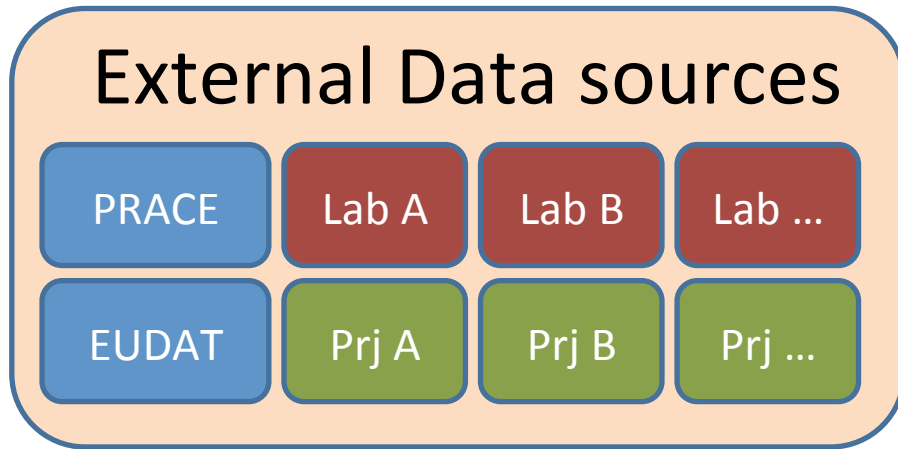 External Data sources
PRACE Lab A Lab B Lab ...
EUDAT Prj A Prj B Prj ...